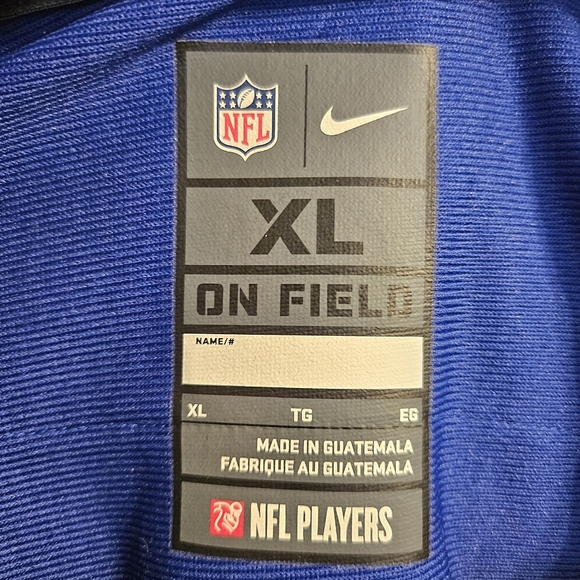 NFL
XL
ON FIELD
NAME/#
XL TG EG
MADE IN GUATEMALA
FABRIQUE AU GUATEMALA
NFL PLAYERS